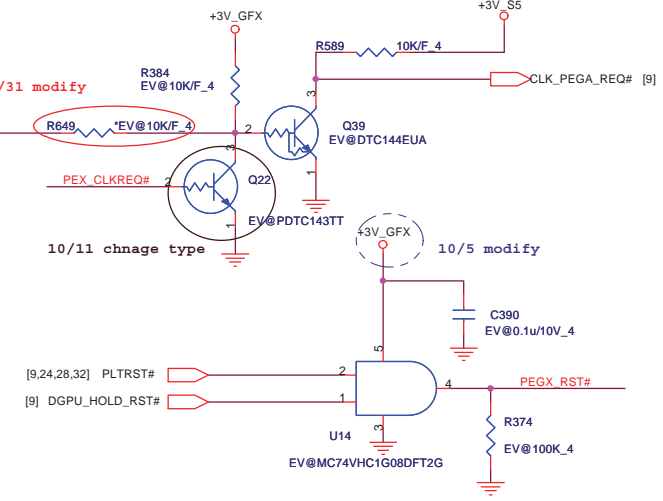 +3V_GFX
+3V_S5
R589 10K/F_4
R384
EV@10K/F_4
CLK_PEGA_REQ# [9]
/31 modify
3
R649 *EV@10K/F_4
2
Q39
EV@DTC144EUA
3
1
PEX_CLKREQ#
2
Q22
EV@PDTC143TT
1
+3V_GFX
10/11 chnage type
10/5 modify
C390
EV@0.1u/10V_4
5
[9,24,28,32] PLTRST#
2
4
PEGX_RST#
[9] DGPU_HOLD_RST#
1
3
R374
U14
EV@100K_4
EV@MC74VHC1G08DFT2G